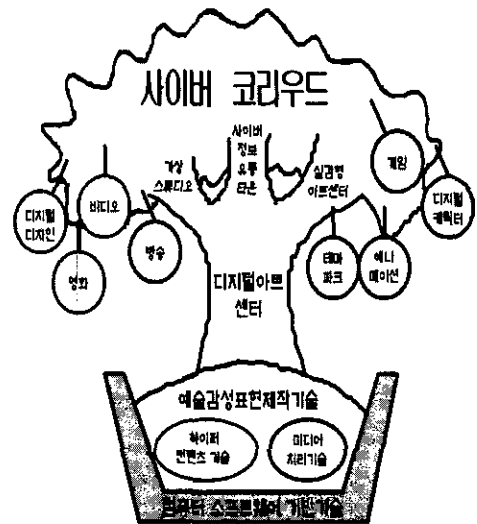 사이버 코리우드
가상
스튜디오
사이버
정보
유통
타운
실감형
아트센터
게임
디지털
캐릭터
디지털
디자인
비디오
영화
방송
테마
파크
애니
메이션
디지털아트
센터
예술감성표현제작기술
하이퍼
컨텐츠 기술
미디어
처리기술
컴퓨터 소프트웨어 기반기술